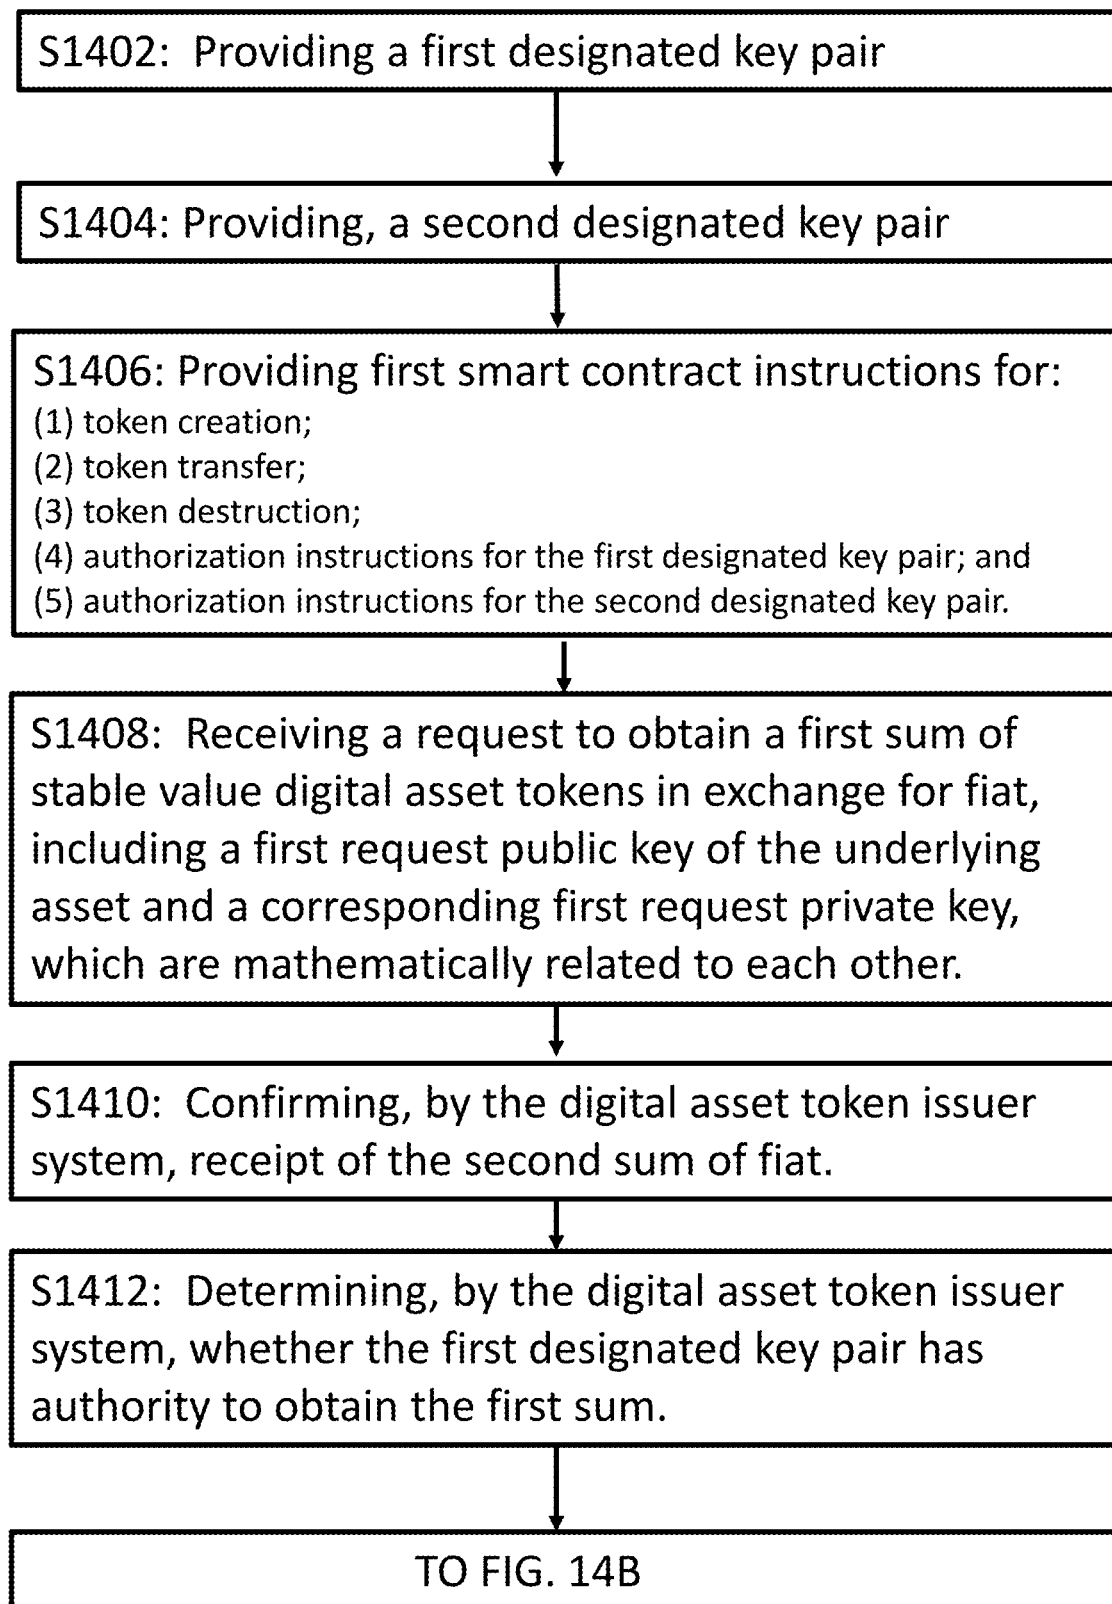 S1402: Providing a first designated key pair
S1404: Providing, a second designated key pair
S1406: Providing first smart contract instructions for:
(1) token creation;
(2) token transfer;
(3) token destruction;
(4) authorization instructions for the first designated key pair; and
(5) authorization instructions for the second designated key pair.
S1408: Receiving a request to obtain a first sum of
stable value digital asset tokens in exchange for fiat,
including a first request public key of the underlying
asset and a corresponding first request private key,
which are mathematically related to each other.
S1410: Confirming, by the digital asset token issuer
system, receipt of the second sum of fiat.
S1412: Determining, by the digital asset token issuer
system, whether the first designated key pair has
authority to obtain the first sum.
TO FIG. 14B